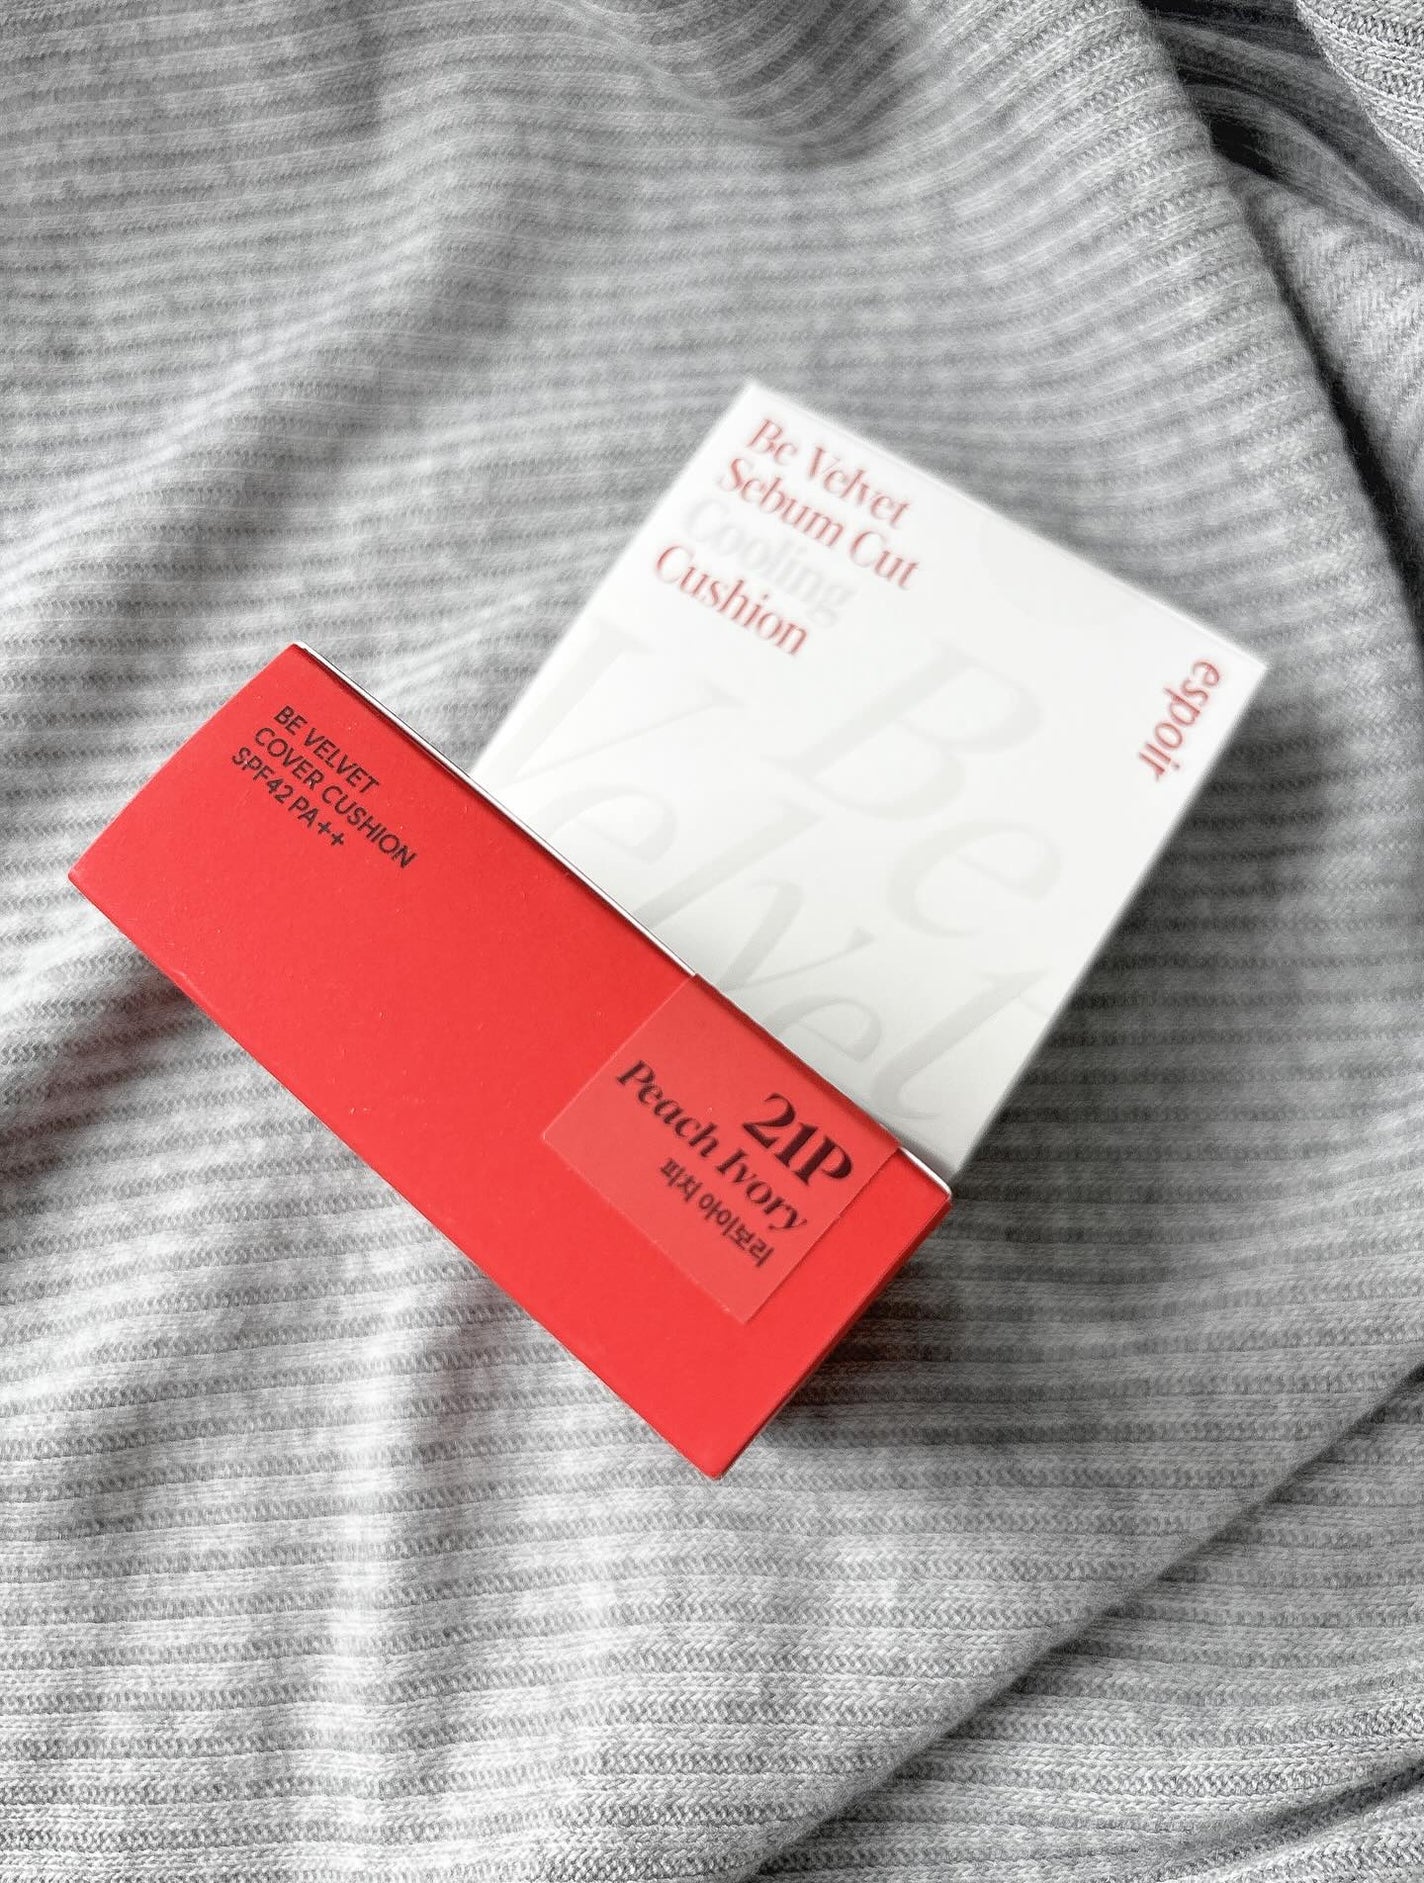 Be Velvet
Sebum Cut
Cooling
Cushion
espoir
Be
Velvet
BE VELVET
COVER CUSHION
SPF42 PA++
21P
Peach Ivory
피치 아이보리